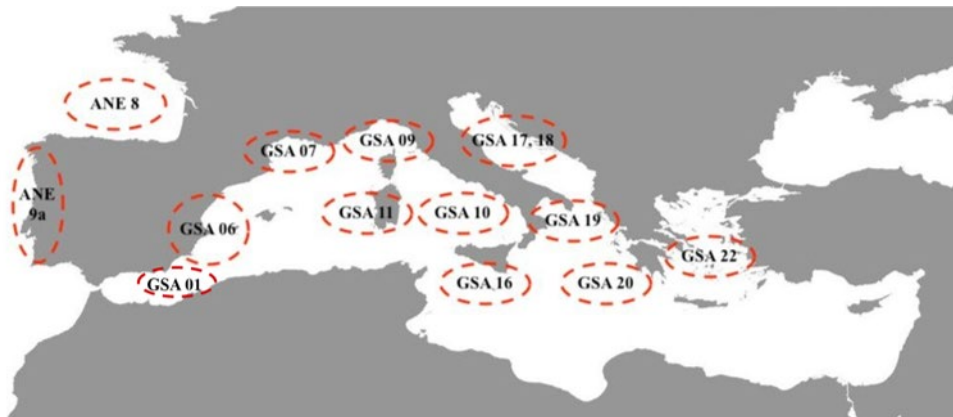 ANE 8
GSA 09
GSA 17, 18
GSA 07
ANE
9a
GSA 11
GSA 10
GSA 19
GSA 06
GSA 22
GSA 01
GSA 16
GSA 20